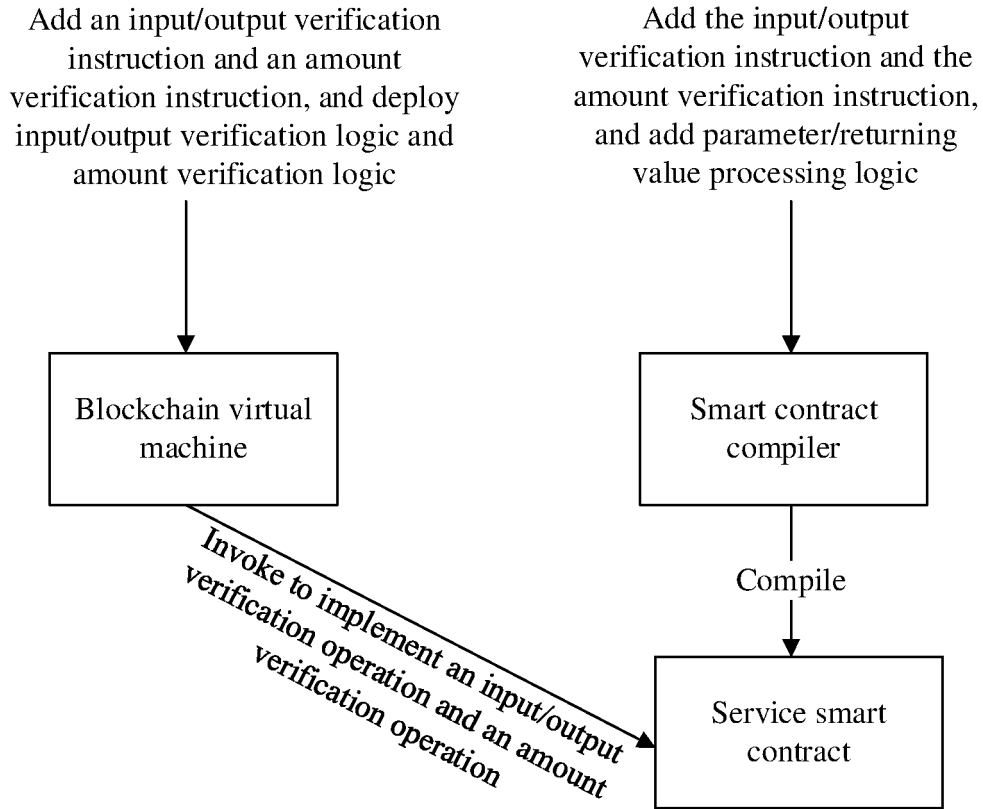 Add an input/output verification
instruction and an amount
verification instruction, and deploy
input/output verification logic and
amount verification logic
Add the input/output
verification instruction and the
amount verification instruction,
and add parameter/returning
value processing logic
Blockchain virtual
machine
Smart contract
compiler
Invoke to implement an input/output
verification operation and an amount
verification operation
Compile
Service smart
contract